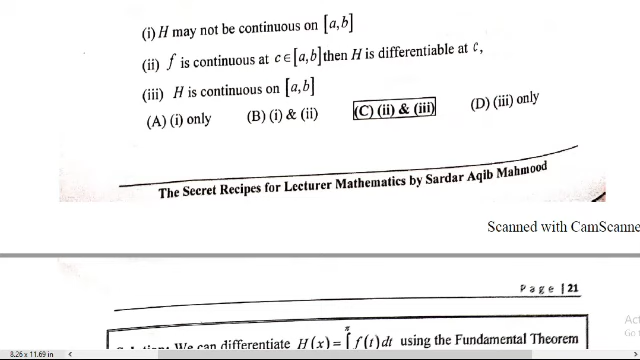 (i) H may not be continuous on [a,b]
(ii) f is continuous at c∈[a,b] then H is differentiable at c,
(iii) H is continuous on [a,b]
(A) (i) only (B) (i) & (ii) (C) (ii) & (iii) (D) (iii) only
The Secret Recipes for Lecturer Mathematics by Sardar Aqib Mahmood
Scanned with CamScanne
Page |21
We can differentiate H(x)=∫f(t)dt using the Fundamental Theorem
8.26 x 11.69 in